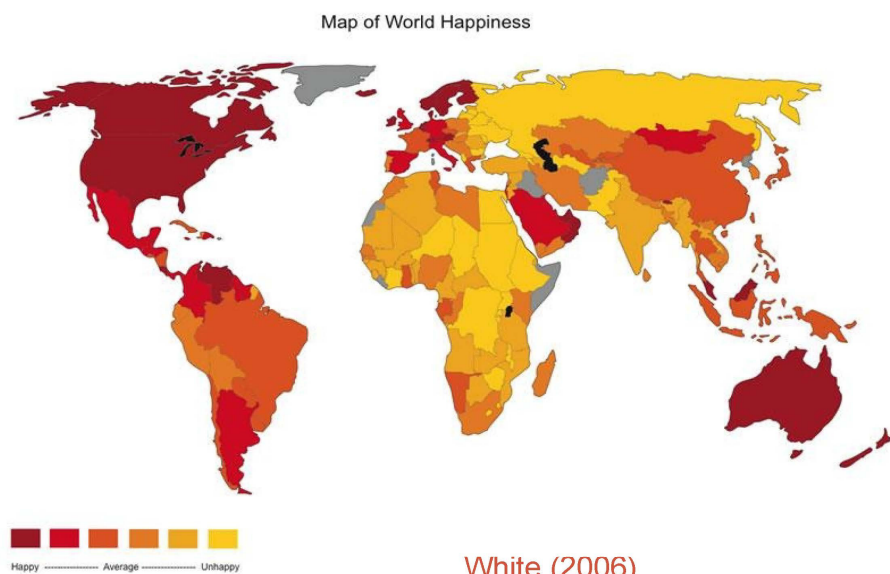 Map of World Happiness
Happy ---------------- Average ---------------- Unhappy
White (2006)